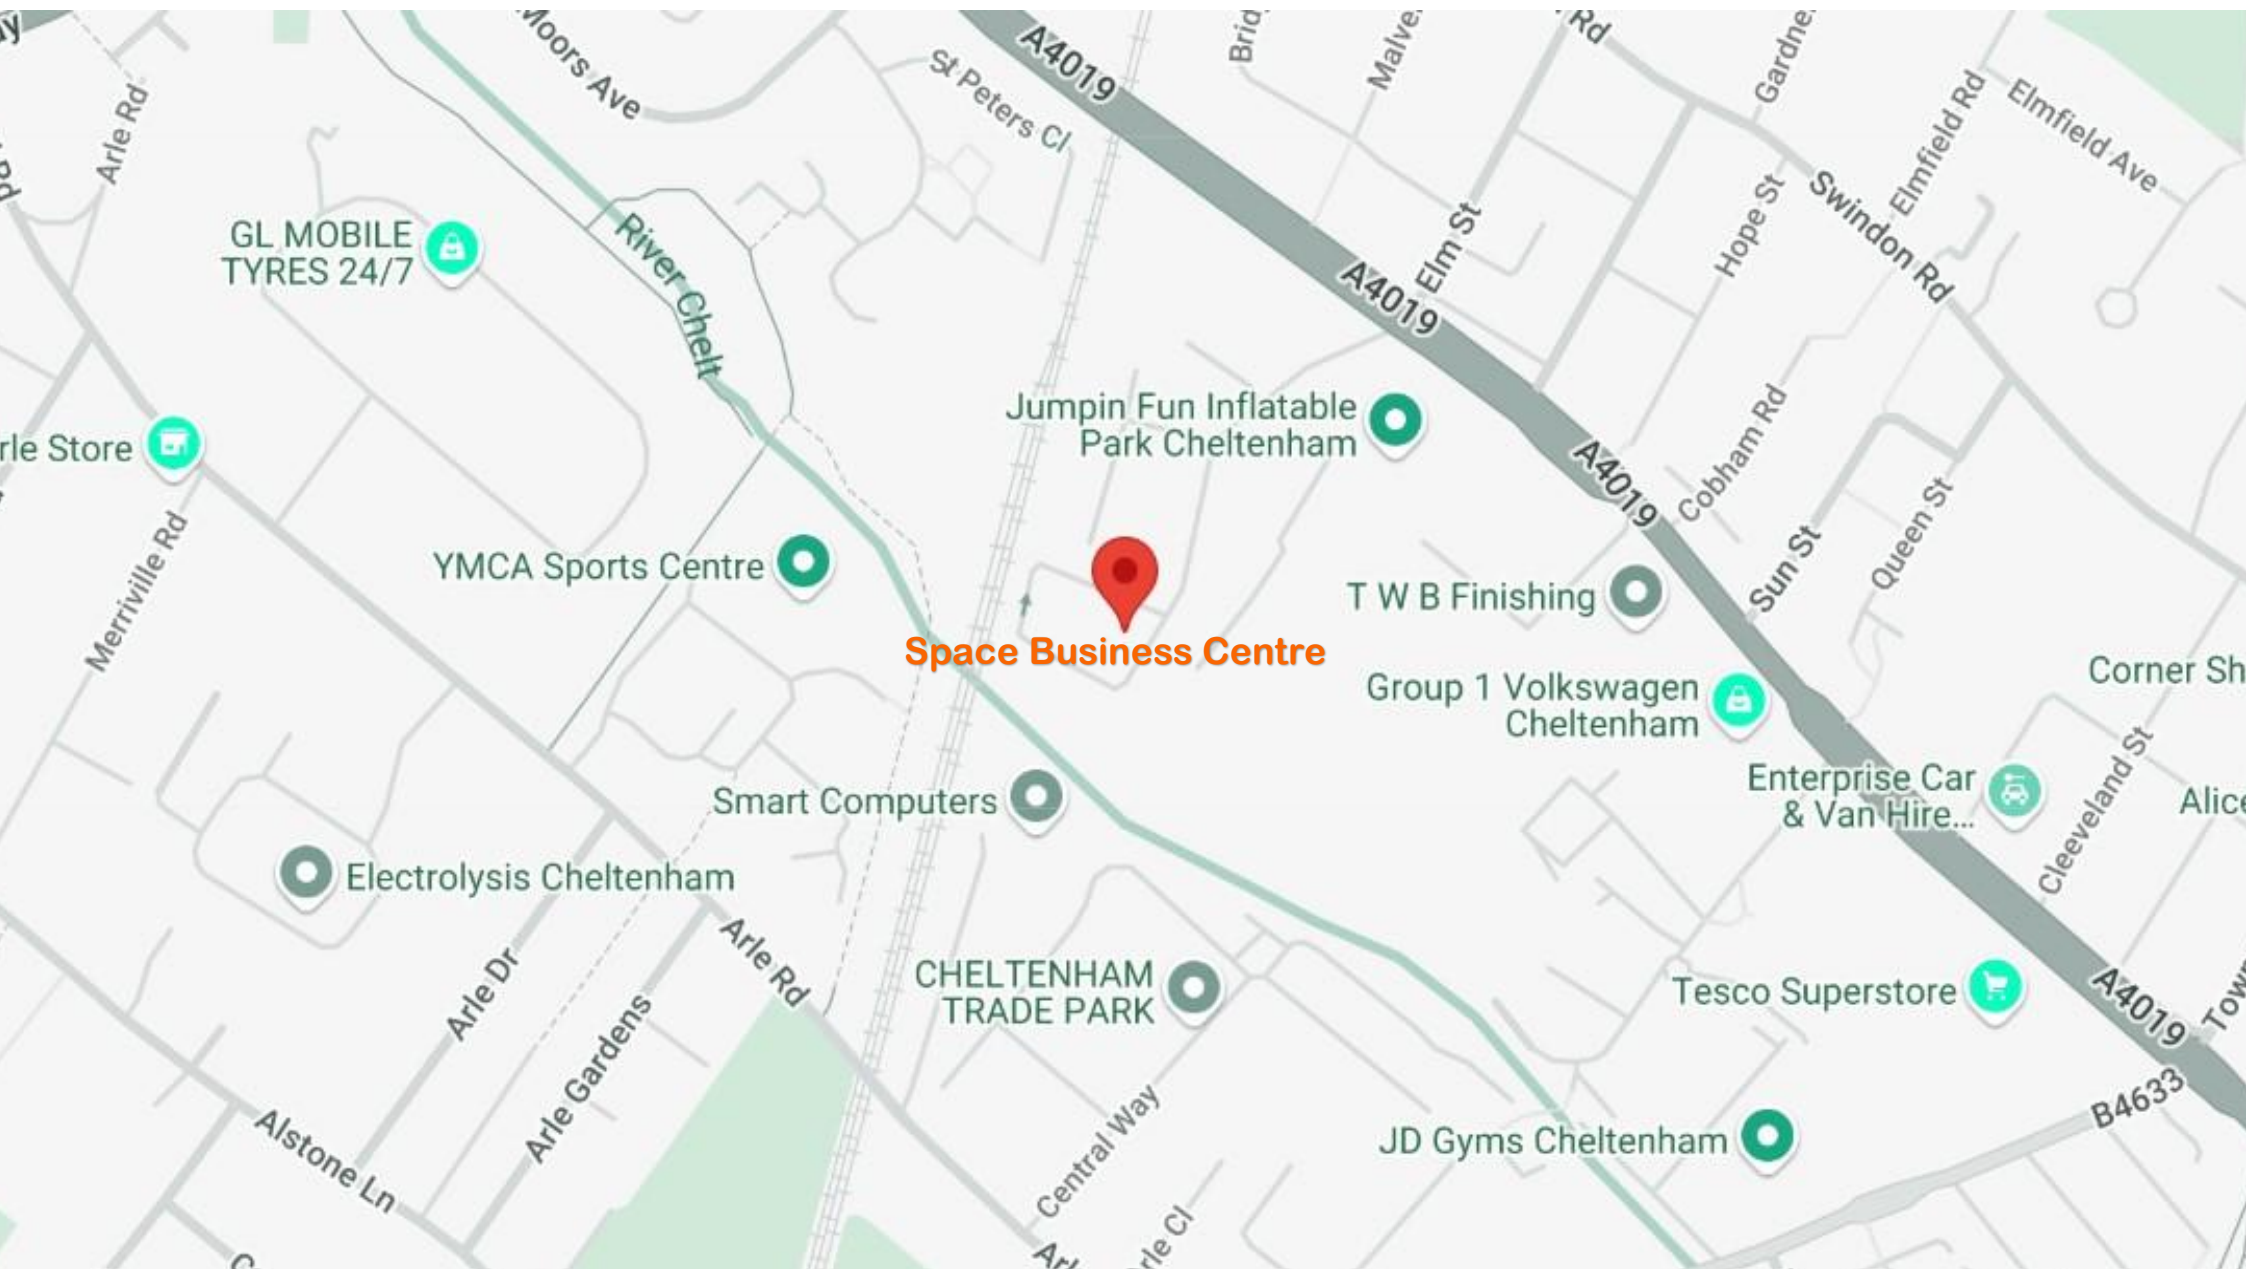 Moors Ave
A4019
St Peters Cl
Rd
Arle Rd
Elmfield Rd
Elmfield Ave
Hope St
Swindon Rd
GL MOBILE
TYRES 24/7
River Chelt
Elm St
A4019
Jumpin Fun Inflatable
Park Cheltenham
Cobham Rd
A4019
Queen St
Sun St
Merriville Rd
YMCA Sports Centre
T W B Finishing
Space Business Centre
Group 1 Volkswagen
Cheltenham
Corner Sh
Enterprise Car
& Van Hire...
Cleeveland St
Smart Computers
Electrolysis Cheltenham
Arle Dr
Arle Rd
CHELTENHAM
TRADE PARK
Tesco Superstore
A4019
Arle Gardens
Alstone Ln
Central Way
JD Gyms Cheltenham
B4633